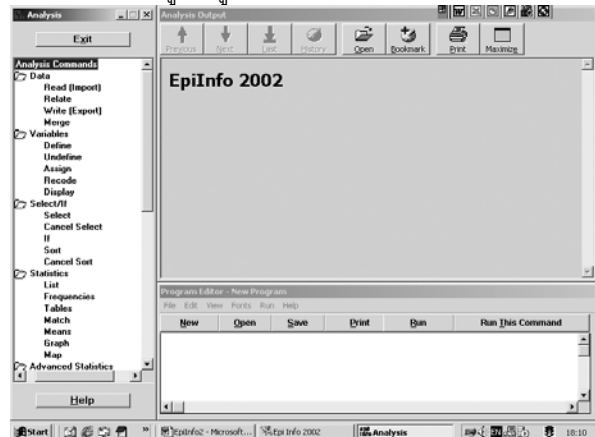 Analysis
Exit
Analysis Commands
Data
Read (Import)
Relate
Write (Export)
Merge
Variables
Define
Undefine
Assign
Recode
Display
Select/If
Select
Cancel Select
If
Sort
Cancel Sort
Statistics
List
Frequencies
Tables
Match
Means
Graph
Map
Advanced Statistics
Help
Analysis Output
Previous Next Last History Open Bookmark Print Maximize
EpiInfo 2002
Program Editor - New Program
File Edit View Fonts Run Help
New Open Save Print Run Run This Command
Start EpiInfo2 - Microsoft... Epi Info 2002 Analysis EN 18:10